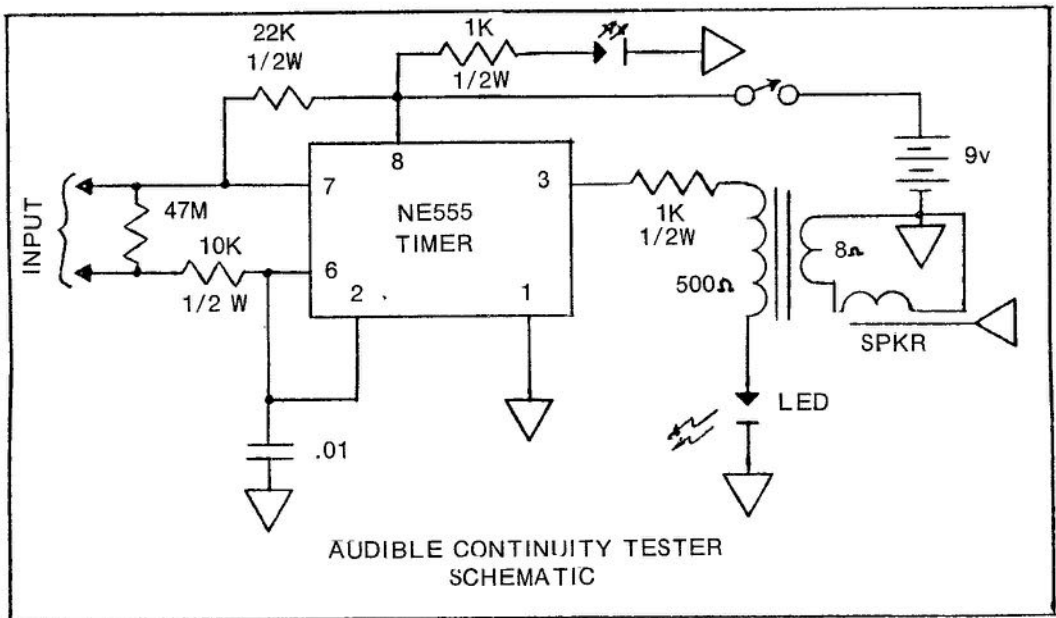 22K
1/2W
1K
1/2W
8
9v
INPUT
47M
7
NE555
TIMER
3
1K
1/2W
10K
1/2 W
6
2
1
500Ω
8Ω
SPKR
LED
.01
AUDIBLE CONTINUITY TESTER
SCHEMATIC